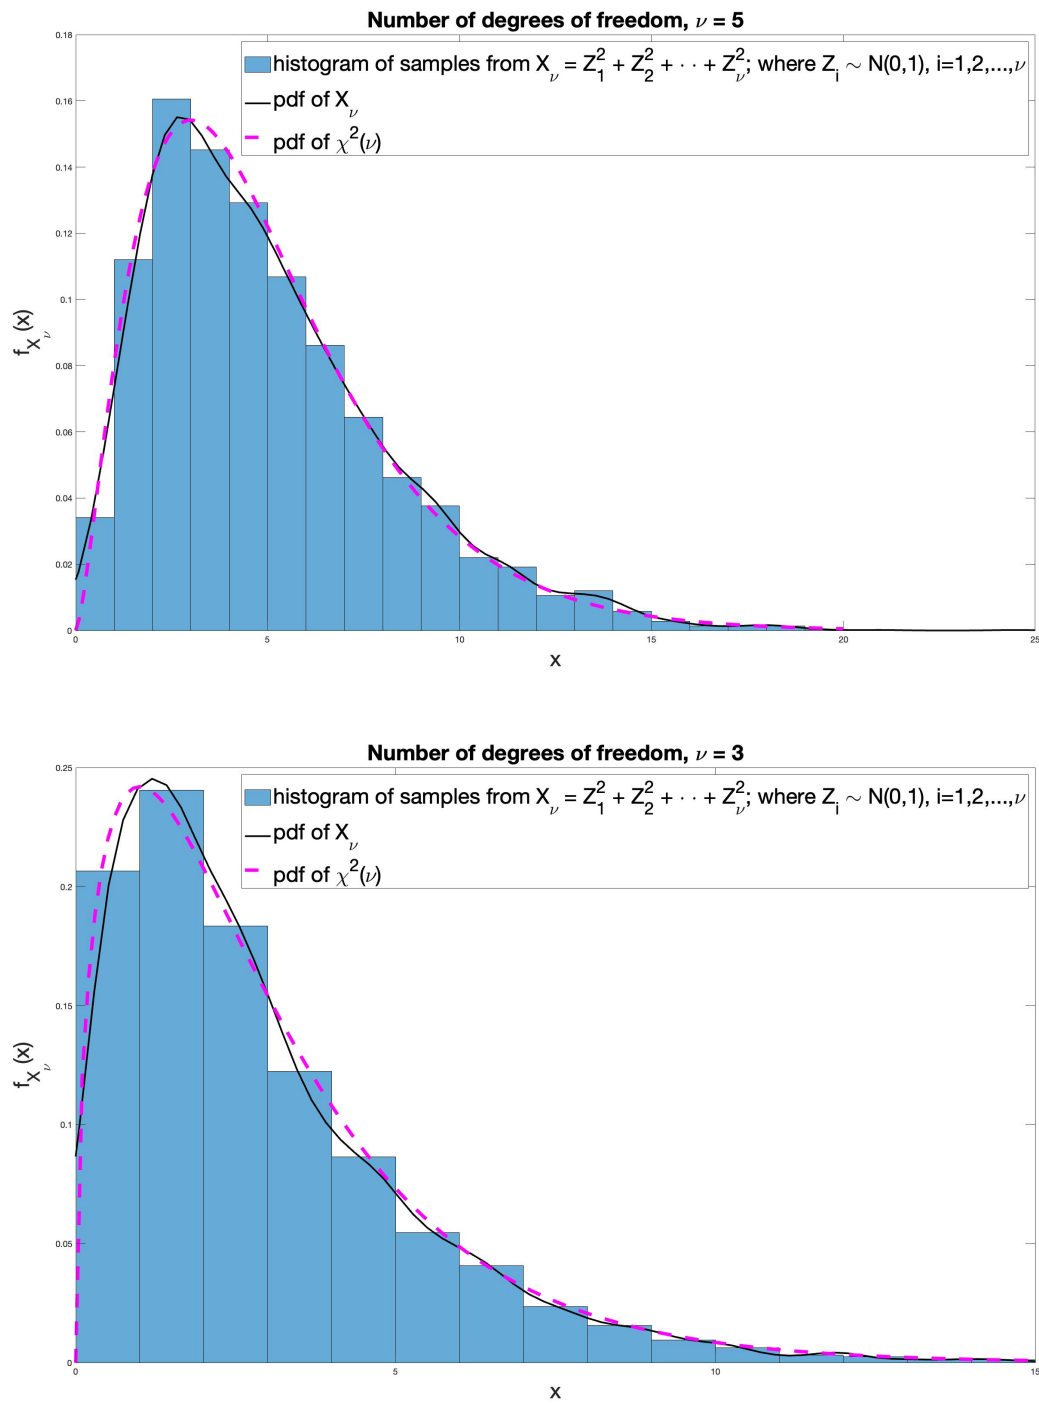 Number of degrees of freedom, ν = 5
histogram of samples from X_ν = Z_1^2 + Z_2^2 + · · + Z_ν^2; where Z_i ∼ N(0,1), i=1,2,...,ν
pdf of X_ν
pdf of χ^2(ν)
0.18
0.16
0.14
0.12
0.1
0.08
0.06
0.04
0.02
0
f_X_ν(x)
0 5 10 15 20 25
x
Number of degrees of freedom, ν = 3
histogram of samples from X_ν = Z_1^2 + Z_2^2 + · · + Z_ν^2; where Z_i ∼ N(0,1), i=1,2,...,ν
pdf of X_ν
pdf of χ^2(ν)
0.25
0.2
0.15
0.1
0.05
0
f_X_ν(x)
0 5 10 15
x